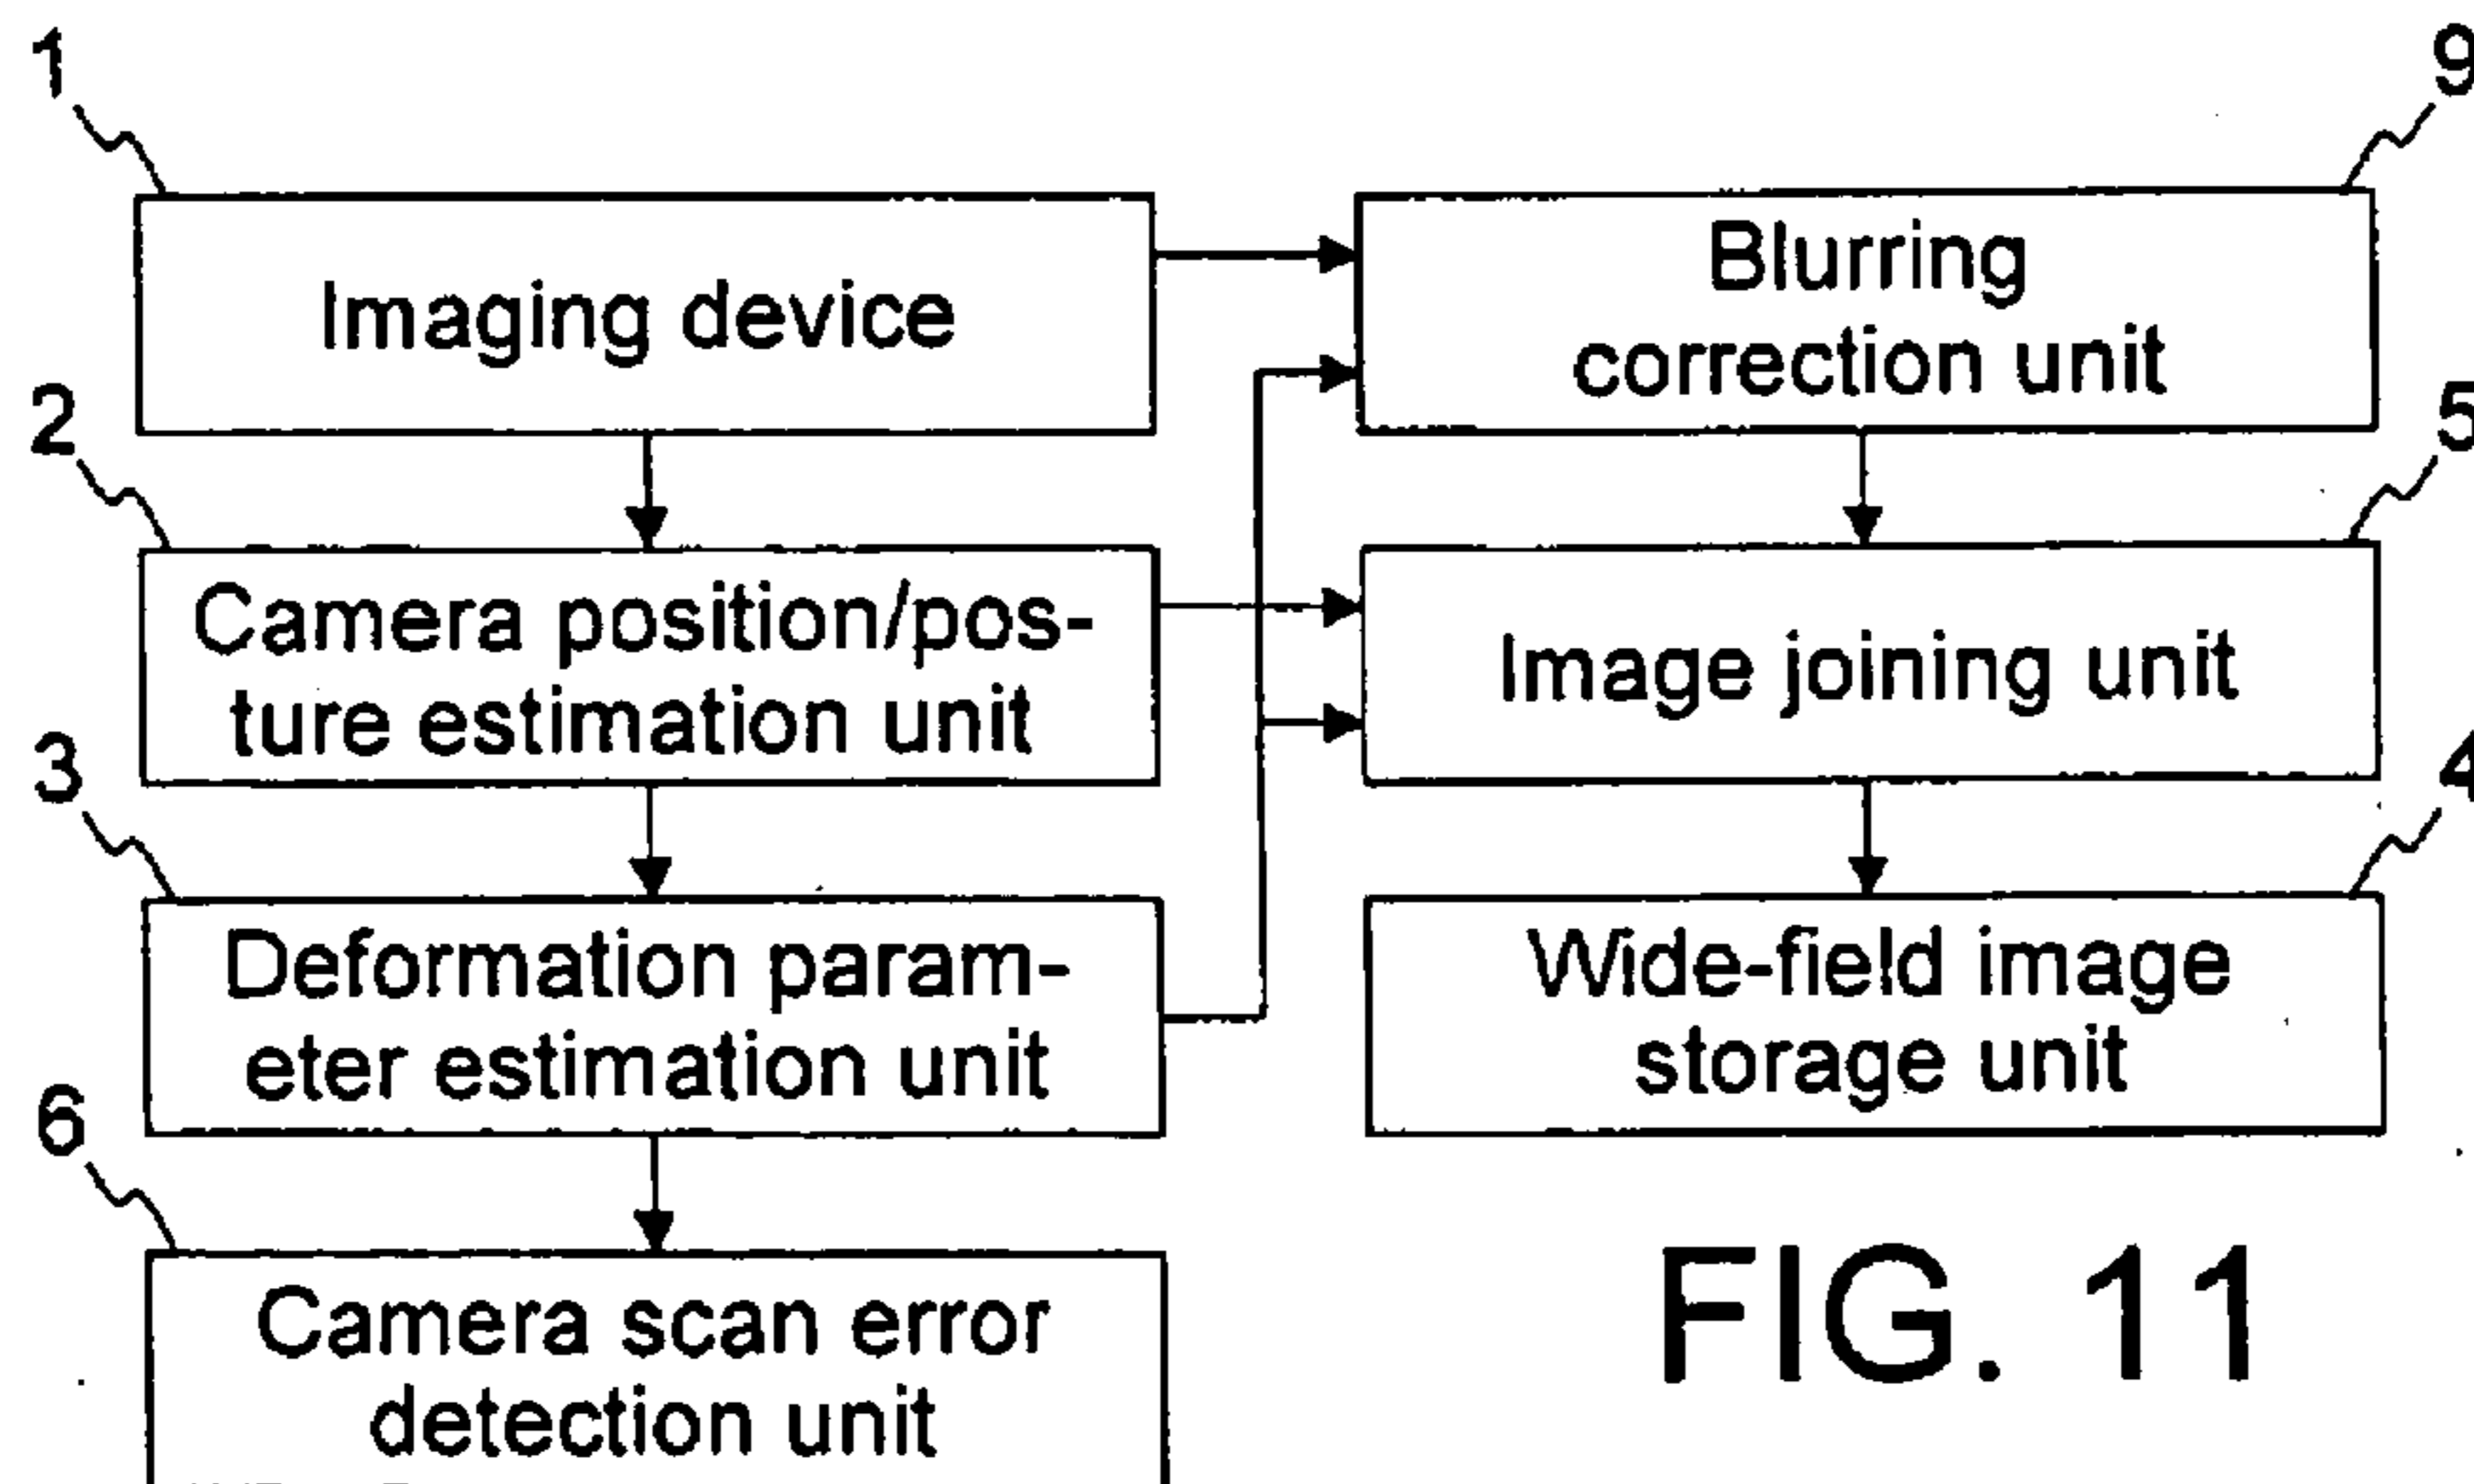 1
Imaging device
9
Blurring
correction unit
2
Camera position/pos-
ture estimation unit
5
Image joining unit
3
Deformation param-
eter estimation unit
4
Wide-field image
storage unit
6
Camera scan error
detection unit
FIG. 11